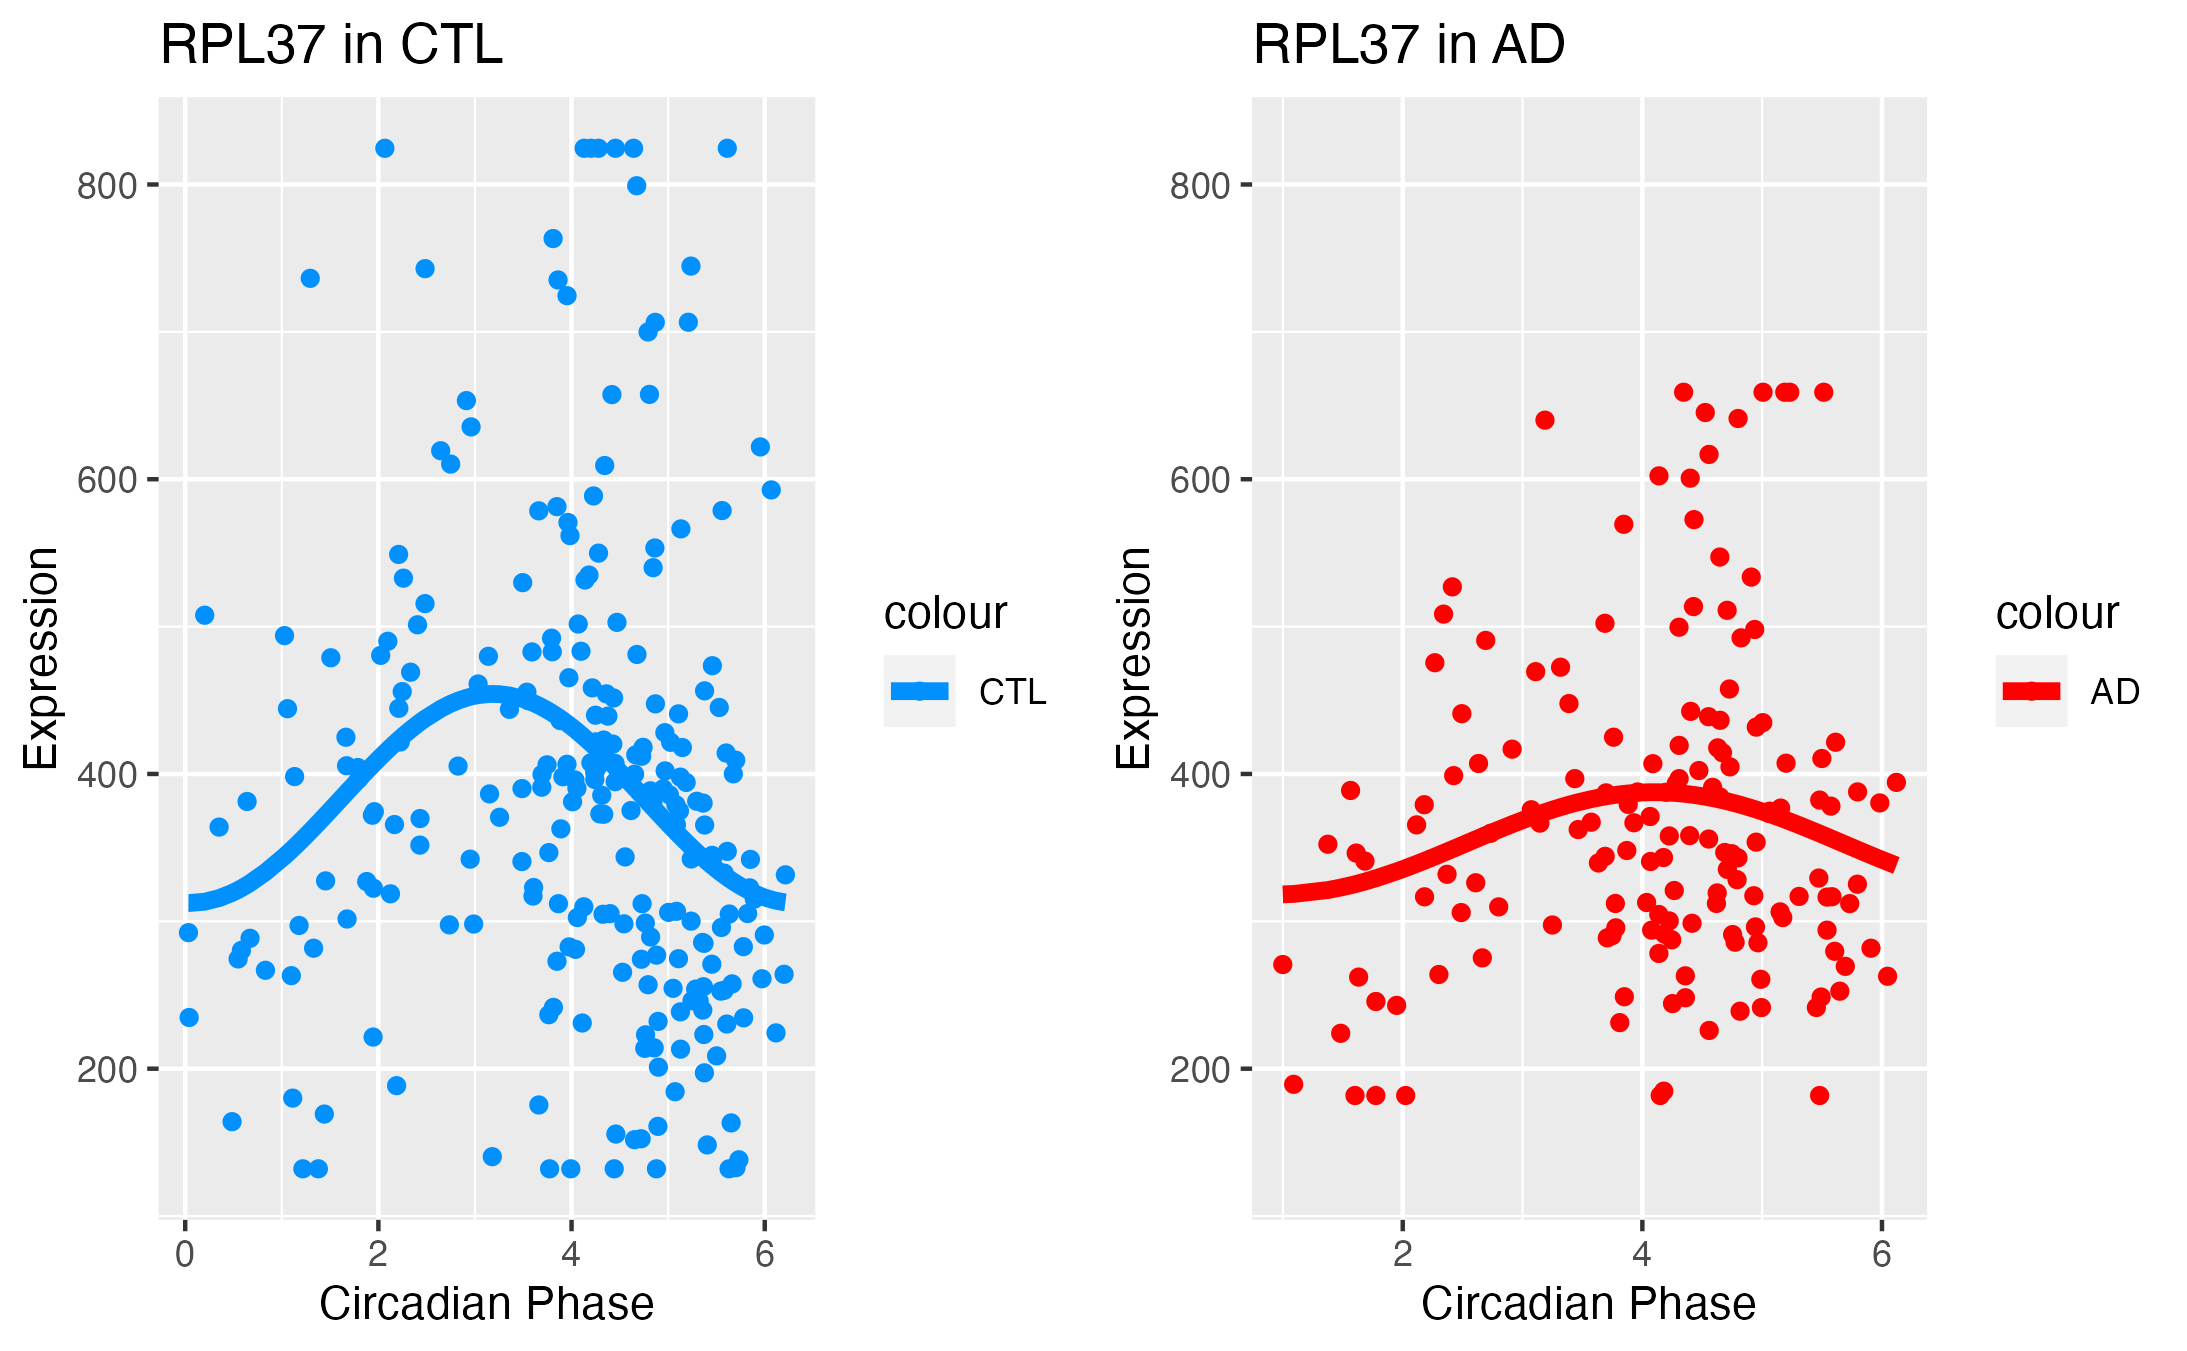 RPL37 in CTL
800
600
400
200
Expression
0 2 4 6
Circadian Phase
colour
CTL
RPL37 in AD
800
600
400
200
Expression
2 4 6
Circadian Phase
colour
AD